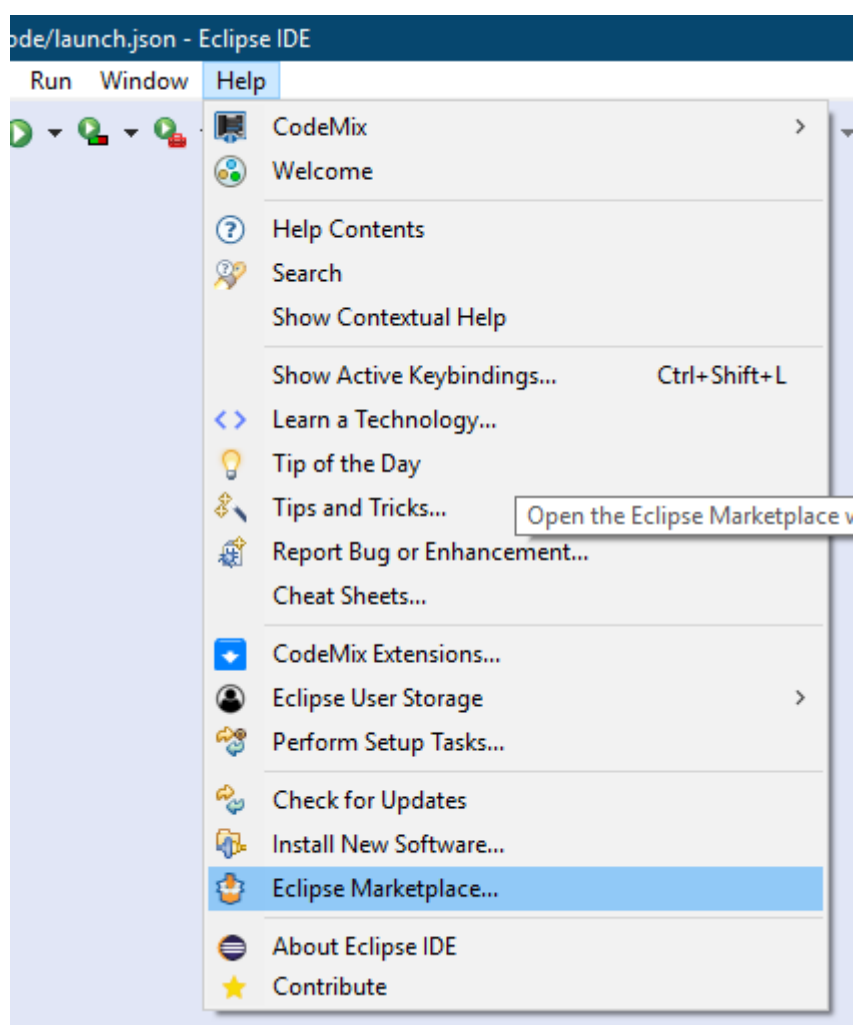 ode/launch.json - Eclipse IDE
Run Window Help
CodeMix
Welcome
Help Contents
Search
Show Contextual Help
Show Active Keybindings... Ctrl+Shift+L
Learn a Technology...
Tip of the Day
Tips and Tricks...
Open the Eclipse Marketplace
Report Bug or Enhancement...
Cheat Sheets...
CodeMix Extensions...
Eclipse User Storage
Perform Setup Tasks...
Check for Updates
Install New Software...
Eclipse Marketplace...
About Eclipse IDE
Contribute